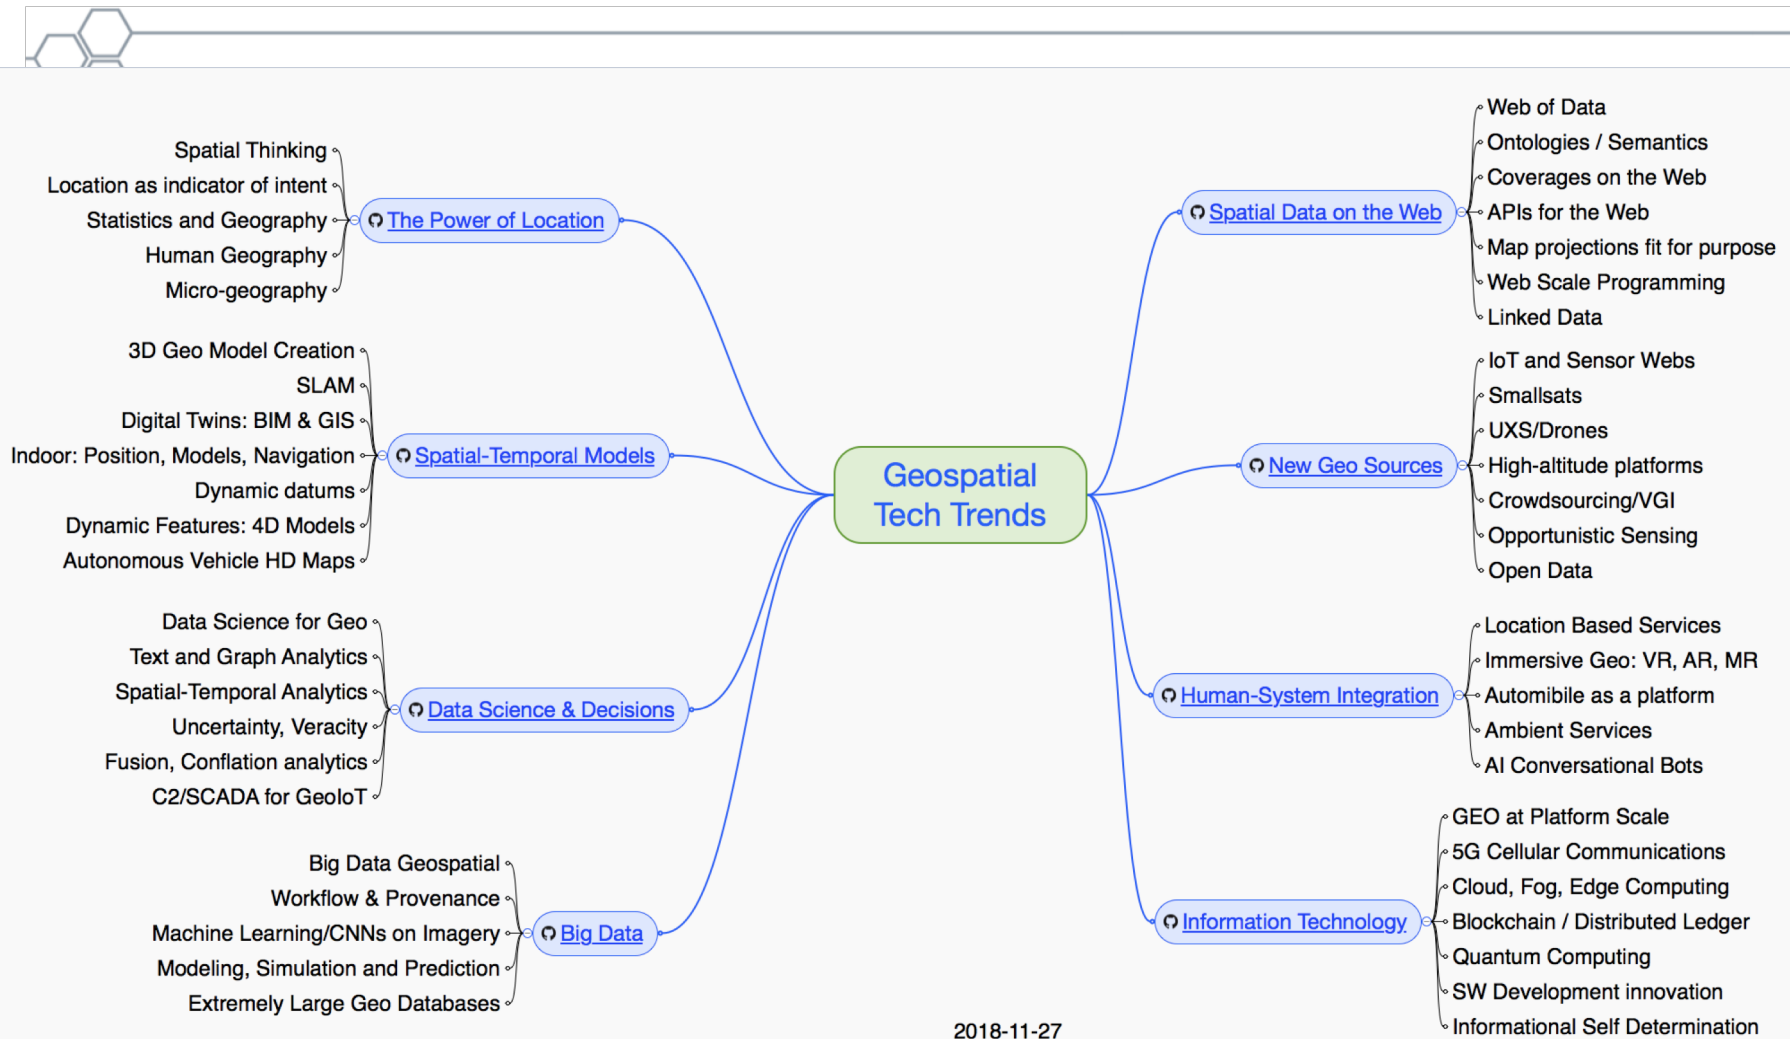 Spatial Thinking
Location as indicator of intent
Statistics and Geography
Human Geography
Micro-geography
The Power of Location
3D Geo Model Creation
SLAM
Digital Twins: BIM & GIS
Indoor: Position, Models, Navigation
Dynamic datums
Dynamic Features: 4D Models
Autonomous Vehicle HD Maps
Spatial-Temporal Models
Data Science for Geo
Text and Graph Analytics
Spatial-Temporal Analytics
Uncertainty, Veracity
Fusion, Conflation analytics
C2/SCADA for GeoIoT
Data Science & Decisions
Big Data Geospatial
Workflow & Provenance
Machine Learning/CNNs on Imagery
Modeling, Simulation and Prediction
Extremely Large Geo Databases
Big Data
Geospatial
Tech Trends
Spatial Data on the Web
Web of Data
Ontologies / Semantics
Coverages on the Web
APIs for the Web
Map projections fit for purpose
Web Scale Programming
Linked Data
New Geo Sources
IoT and Sensor Webs
Smallsats
UXS/Drones
High-altitude platforms
Crowdsourcing/VGI
Opportunistic Sensing
Open Data
Human-System Integration
Location Based Services
Immersive Geo: VR, AR, MR
Automibile as a platform
Ambient Services
AI Conversational Bots
Information Technology
GEO at Platform Scale
5G Cellular Communications
Cloud, Fog, Edge Computing
Blockchain / Distributed Ledger
Quantum Computing
SW Development innovation
Informational Self Determination
2018-11-27